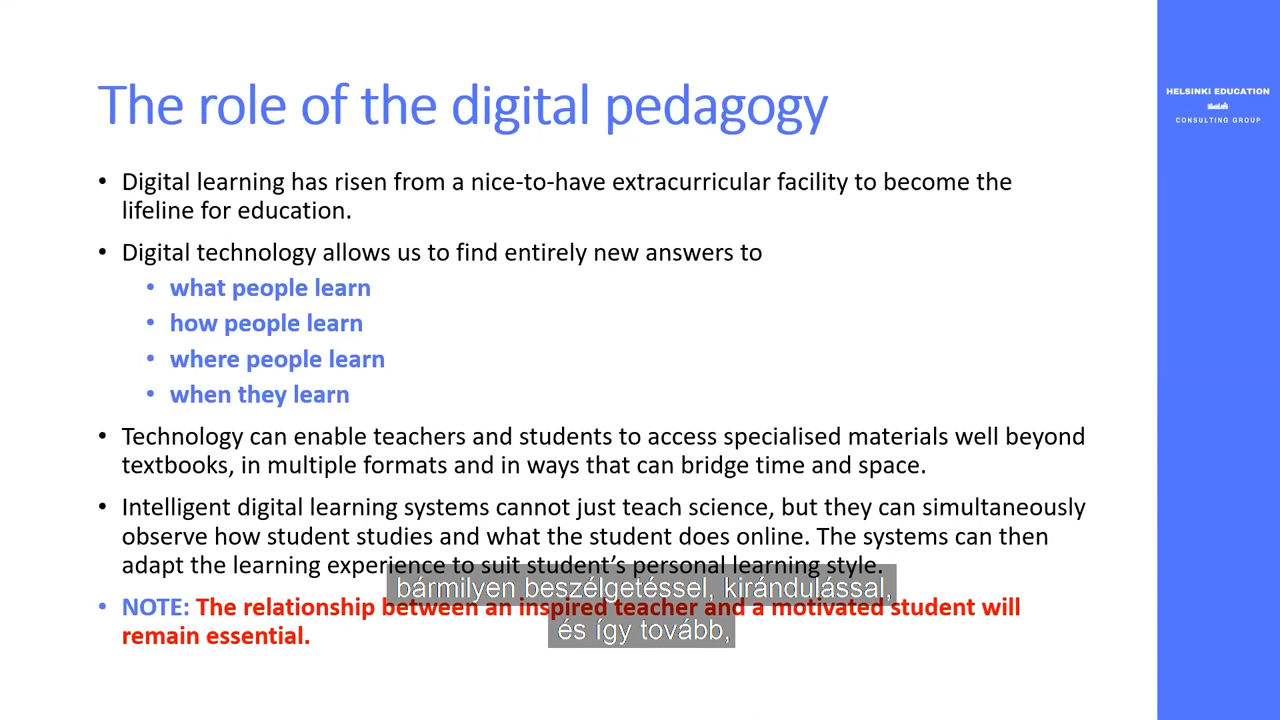 The role of the digital pedagogy
HELSINKI EDUCATION
CONSULTING GROUP
• Digital learning has risen from a nice-to-have extracurricular facility to become the
lifeline for education.
• Digital technology allows us to find entirely new answers to
• what people learn
• how people learn
• where people learn
• when they learn
• Technology can enable teachers and students to access specialised materials well beyond
textbooks, in multiple formats and in ways that can bridge time and space.
• Intelligent digital learning systems cannot just teach science, but they can simultaneously
observe how student studies and what the student does online. The systems can then
adapt the learning experience to suit student’s personal learning style.
bármilyen beszélgetéssel, kirándulással,
• NOTE: The relationship between an inspired teacher and a motivated student will
remain essential.
és így tovább,